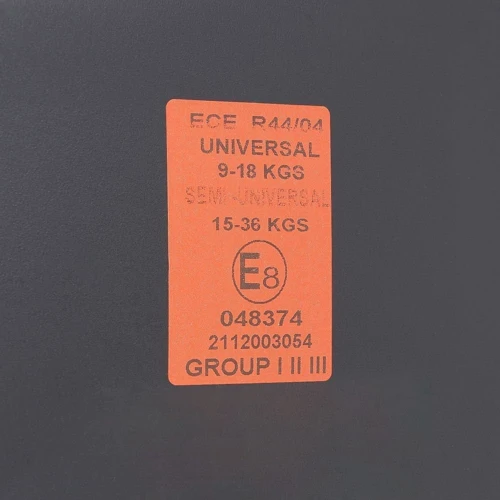 ECE R44/04
UNIVERSAL
9-18 KGS
SEMI-UNIVERSAL
15-36 KGS
E8
048374
2112003054
GROUP I II III